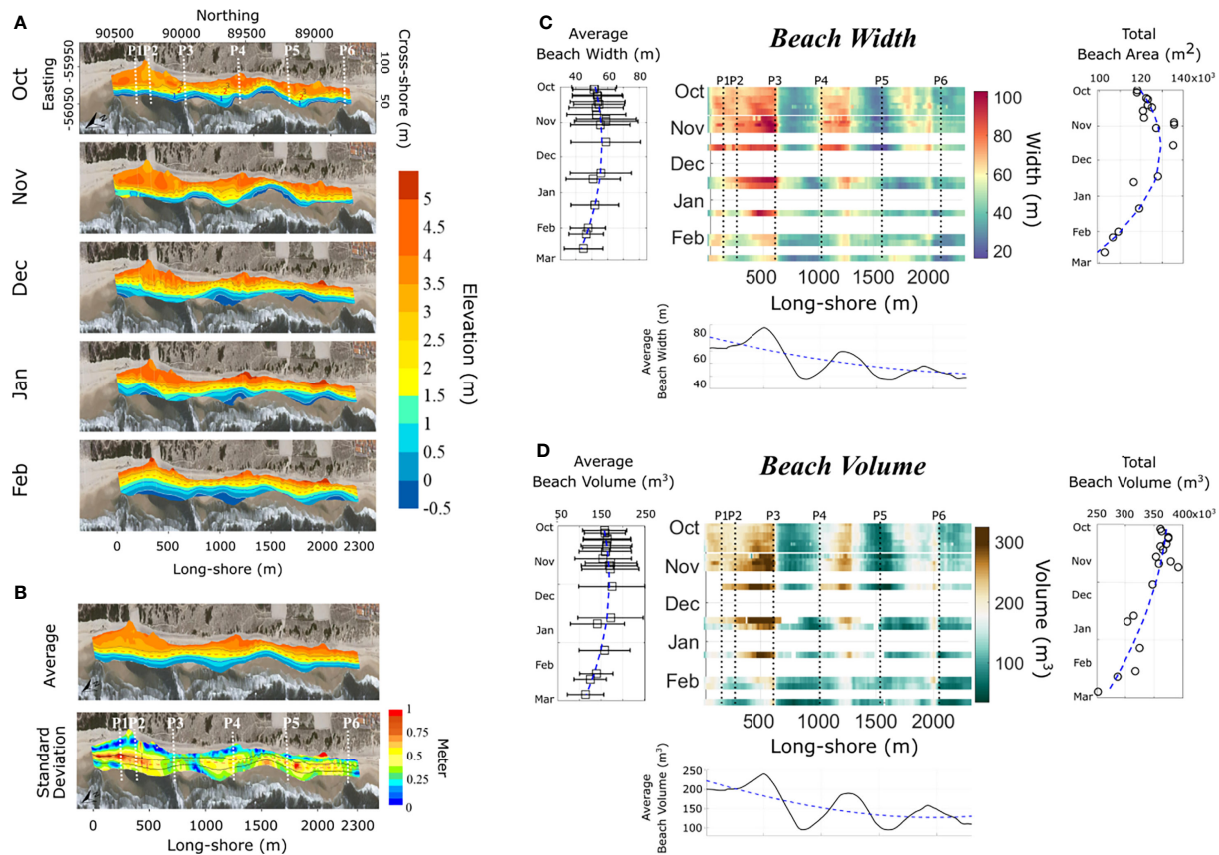 A
Northing
90500 90000 89500 89000
P1 P2 P3 P4 P5 P6
Easting
-55950
-56050
Cross-shore (m)
100
50
Oct
Nov
Dec
Jan
Feb
Elevation (m)
5
4
3.5
3
2.5
2
1.5
1
0.5
0
-0.5
0 500 1000 1500 2000 2300
Long-shore (m)
B
Average
Standard
Deviation
P1 P2 P3 P4 P5 P6
1
0.75
0.5
0.25
0
Meter
0 500 1000 1500 2000 2300
Long-shore (m)
C
Average
Beach Width (m)
40 60 80
Oct
Nov
Dec
Jan
Feb
Mar
Beach Width
P1 P2 P3 P4 P5 P6
Oct
Nov
Dec
Jan
Feb
500 1000 1500 2000
Long-shore (m)
100
80
60
40
20
Width (m)
Total
Beach Area (m²)
100 120 140x10³
Oct
Nov
Dec
Jan
Feb
Mar
Average
Beach Width (m)
80
60
40
D
Average
Beach Volume (m³)
50 150 250
Oct
Nov
Dec
Jan
Feb
Mar
Beach Volume
P1 P2 P3 P4 P5 P6
Oct
Nov
Dec
Jan
Feb
500 1000 1500 2000
Long-shore (m)
300
200
100
Volume (m³)
Total
Beach Volume (m³)
250 300 350 400x10³
Oct
Nov
Dec
Jan
Feb
Mar
Average
Beach Volume (m³)
250
200
150
100